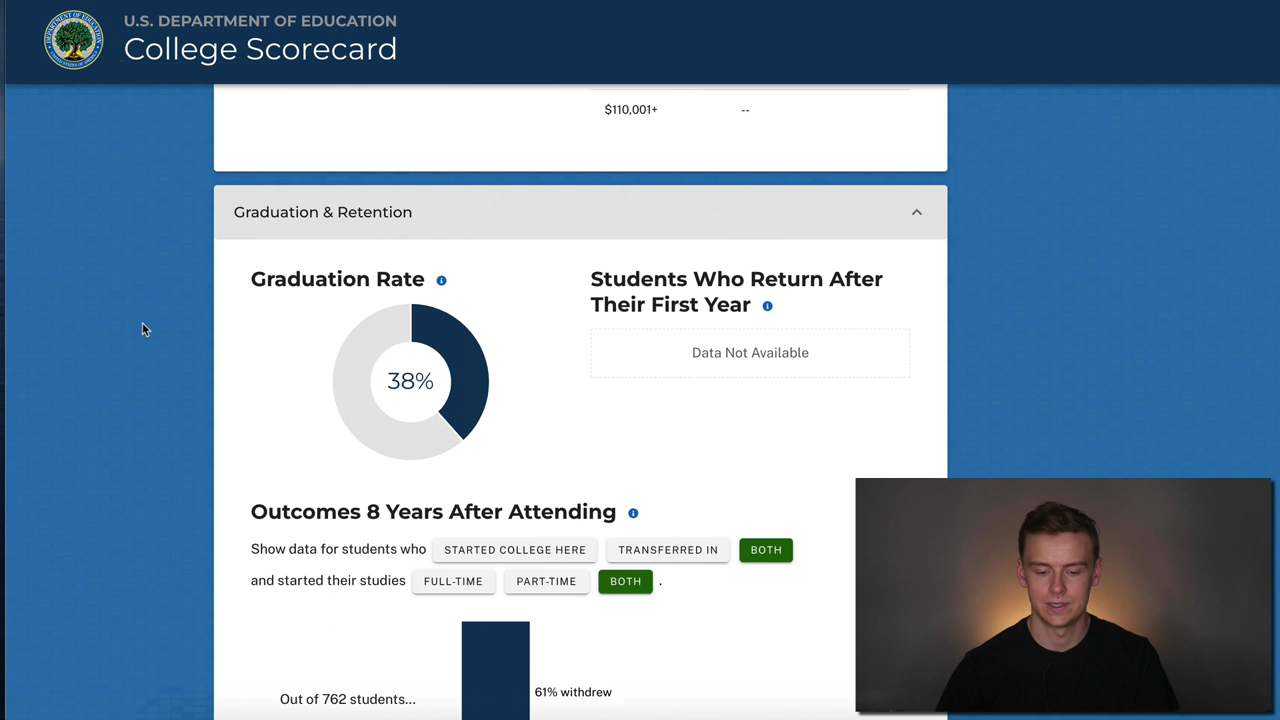 U.S. DEPARTMENT OF EDUCATION
College Scorecard
$110,001+ --
Graduation & Retention
Graduation Rate
38%
Students Who Return After
Their First Year
Data Not Available
Outcomes 8 Years After Attending
Show data for students who STARTED COLLEGE HERE TRANSFERRED IN BOTH
and started their studies FULL-TIME PART-TIME BOTH .
Out of 762 students...
61% withdrew